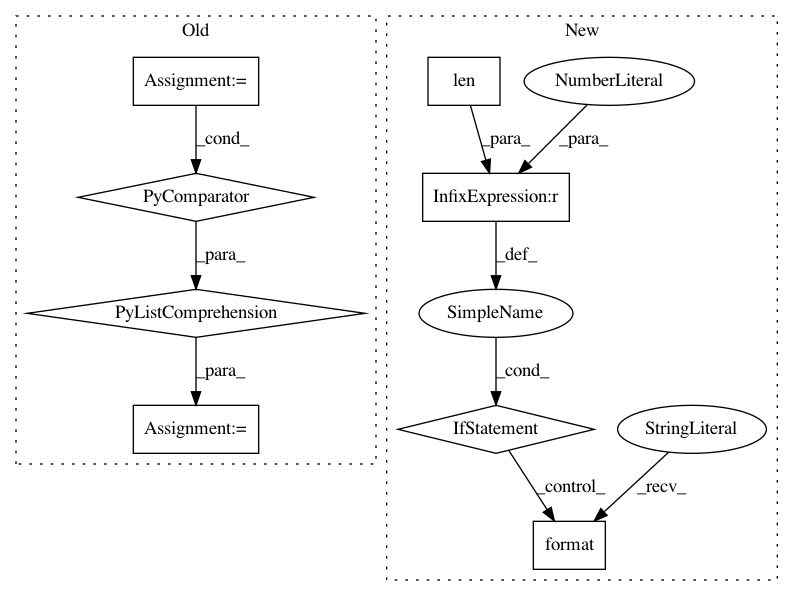 Old
Assignment:=
_cond_
PyComparator
_para_
PyListComprehension
_para_
Assignment:=
New
len
NumberLiteral
_para_
_para_
InfixExpression:r
_def_
SimpleName
_cond_
IfStatement
StringLiteral
_control_
_recv_
format